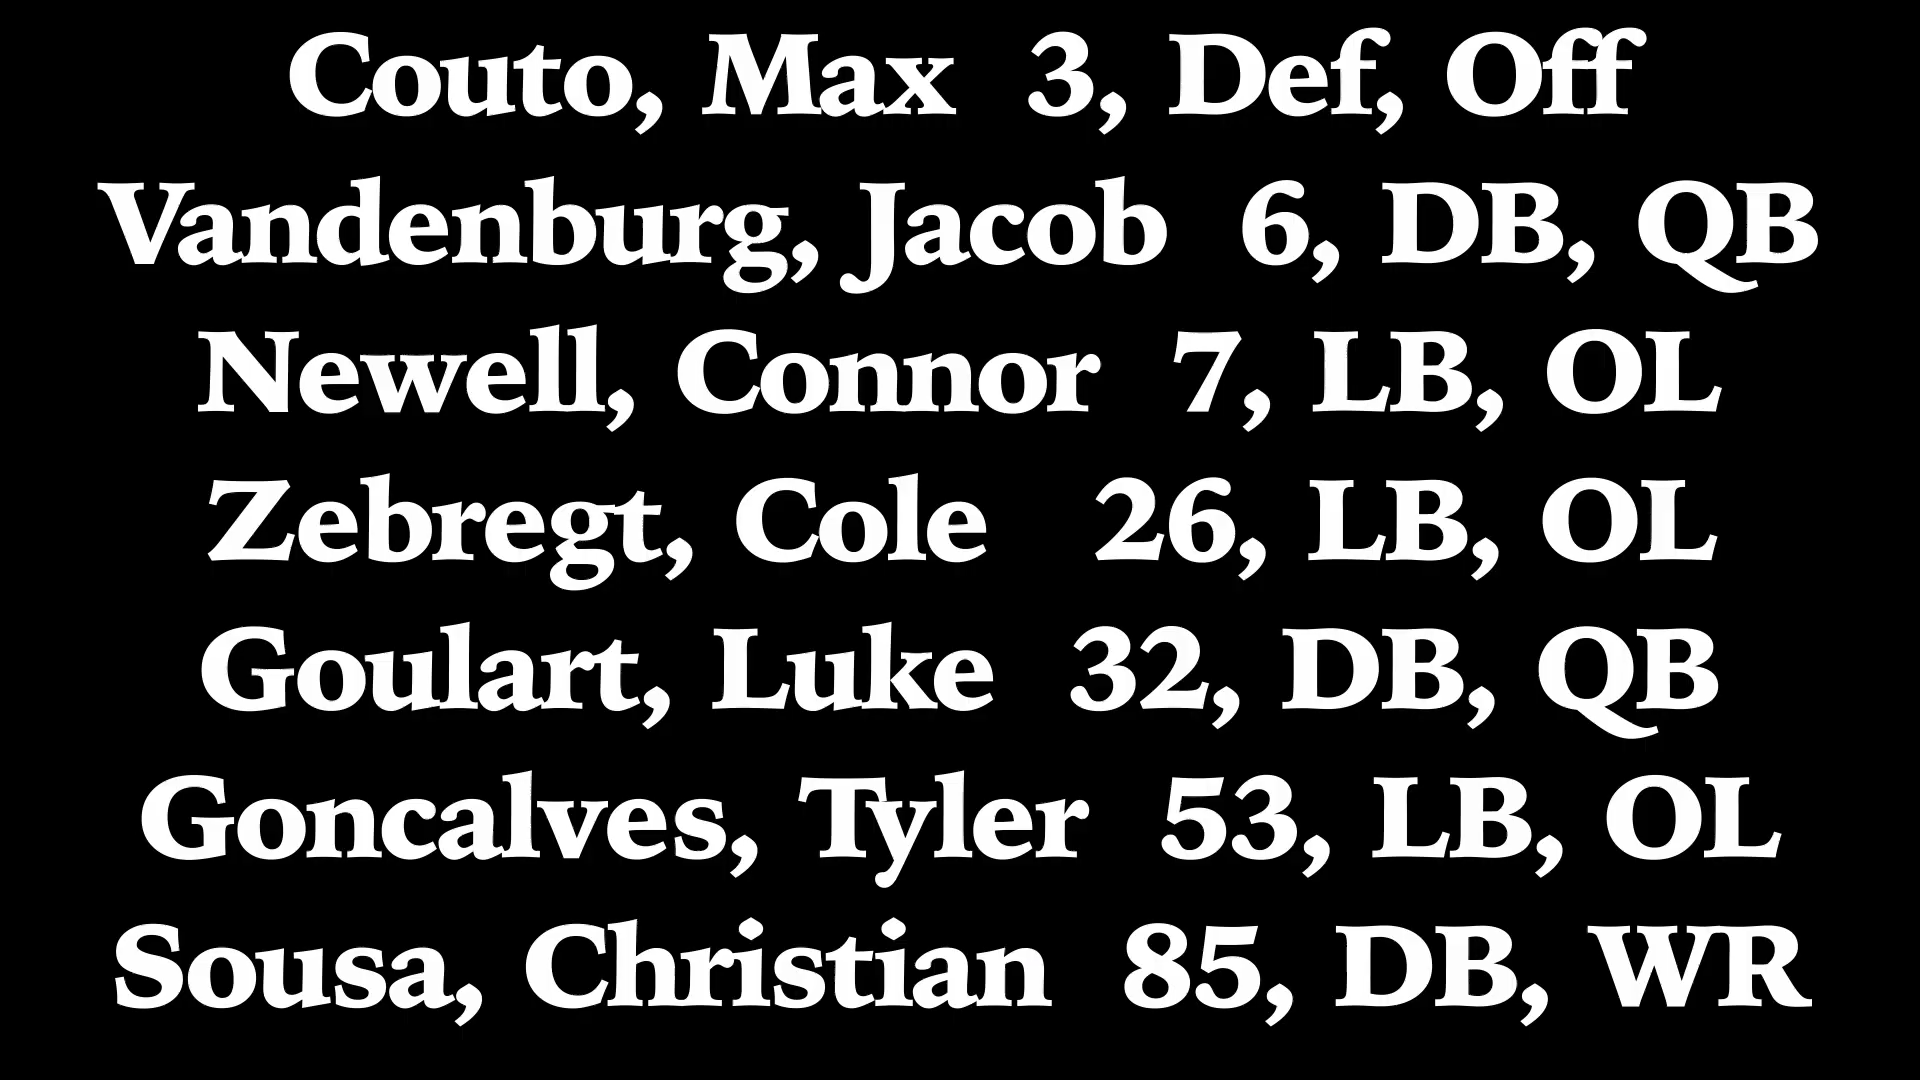 Couto, Max 3, Def, Off
Vandenburg, Jacob 6, DB, QB
Newell, Connor 7, LB, OL
Zebregt, Cole 26, LB, OL
Goulart, Luke 32, DB, QB
Goncalves, Tyler 53, LB, OL
Sousa, Christian 85, DB, WR